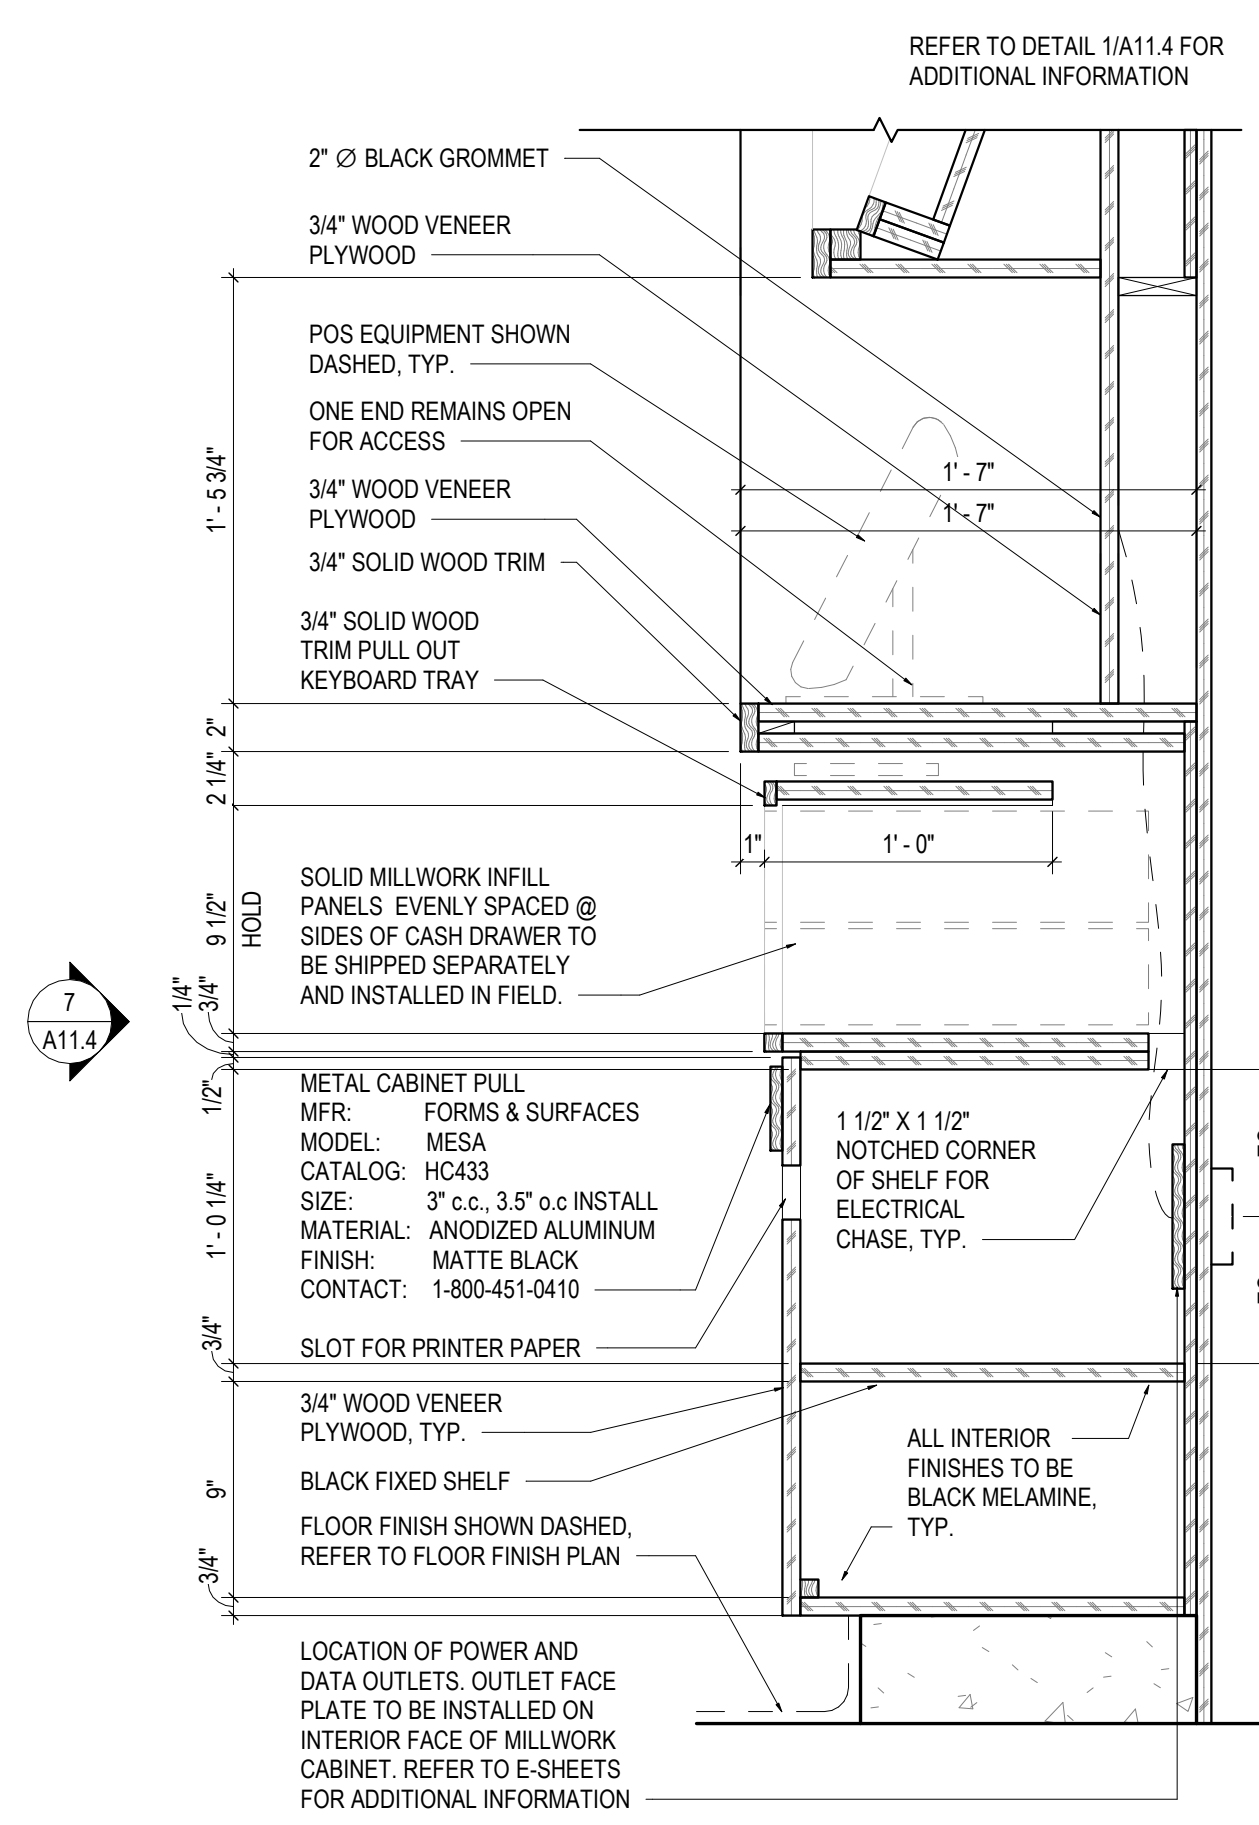 REFER TO DETAIL 1/A11.4 FOR
ADDITIONAL INFORMATION
2" Ø BLACK GROMMET
3/4" WOOD VENEER
PLYWOOD
POS EQUIPMENT SHOWN
DASHED, TYP.
ONE END REMAINS OPEN
FOR ACCESS
3/4" WOOD VENEER
PLYWOOD
3/4" SOLID WOOD TRIM
3/4" SOLID WOOD
TRIM PULL OUT
KEYBOARD TRAY
1' - 7"
1' - 7"
1' - 5 3/4"
2"
2 1/4"
9 1/2"
HOLD
1"
1' - 0"
SOLID MILLWORK INFILL
PANELS EVENLY SPACED @
SIDES OF CASH DRAWER TO
BE SHIPPED SEPARATELY
AND INSTALLED IN FIELD.
7
A11.4
1/4"
3/4"
1/2"
1' - 0 1/4"
3/4"
9"
3/4"
METAL CABINET PULL
MFR: FORMS & SURFACES
MODEL: MESA
CATALOG: HC433
SIZE: 3" c.c., 3.5" o.c INSTALL
MATERIAL: ANODIZED ALUMINUM
FINISH: MATTE BLACK
CONTACT: 1-800-451-0410
1 1/2" X 1 1/2"
NOTCHED CORNER
OF SHELF FOR
ELECTRICAL
CHASE, TYP.
SLOT FOR PRINTER PAPER
3/4" WOOD VENEER
PLYWOOD, TYP.
BLACK FIXED SHELF
ALL INTERIOR
FINISHES TO BE
BLACK MELAMINE,
TYP.
FLOOR FINISH SHOWN DASHED,
REFER TO FLOOR FINISH PLAN
LOCATION OF POWER AND
DATA OUTLETS. OUTLET FACE
PLATE TO BE INSTALLED ON
INTERIOR FACE OF MILLWORK
CABINET. REFER TO E-SHEETS
FOR ADDITIONAL INFORMATION